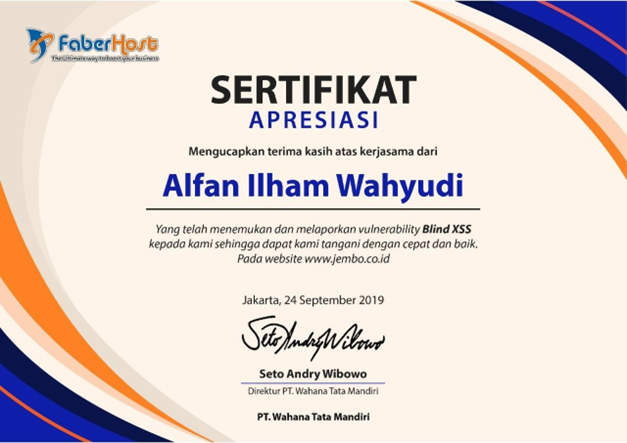 FaberHost
The Ultimate way to boost your business
SERTIFIKAT
APRESIASI
Mengucapkan terima kasih atas kerjasama dari
Alfan Ilham Wahyudi
Yang telah menemukan dan melaporkan vulnerability Blind XSS
kepada kami sehingga dapat kami tangani dengan cepat dan baik.
Pada website www.jembo.co.id
Jakarta, 24 September 2019
Seto Andry Wibowo
Seto Andry Wibowo
Direktur PT. Wahana Tata Mandiri
PT. Wahana Tata Mandiri